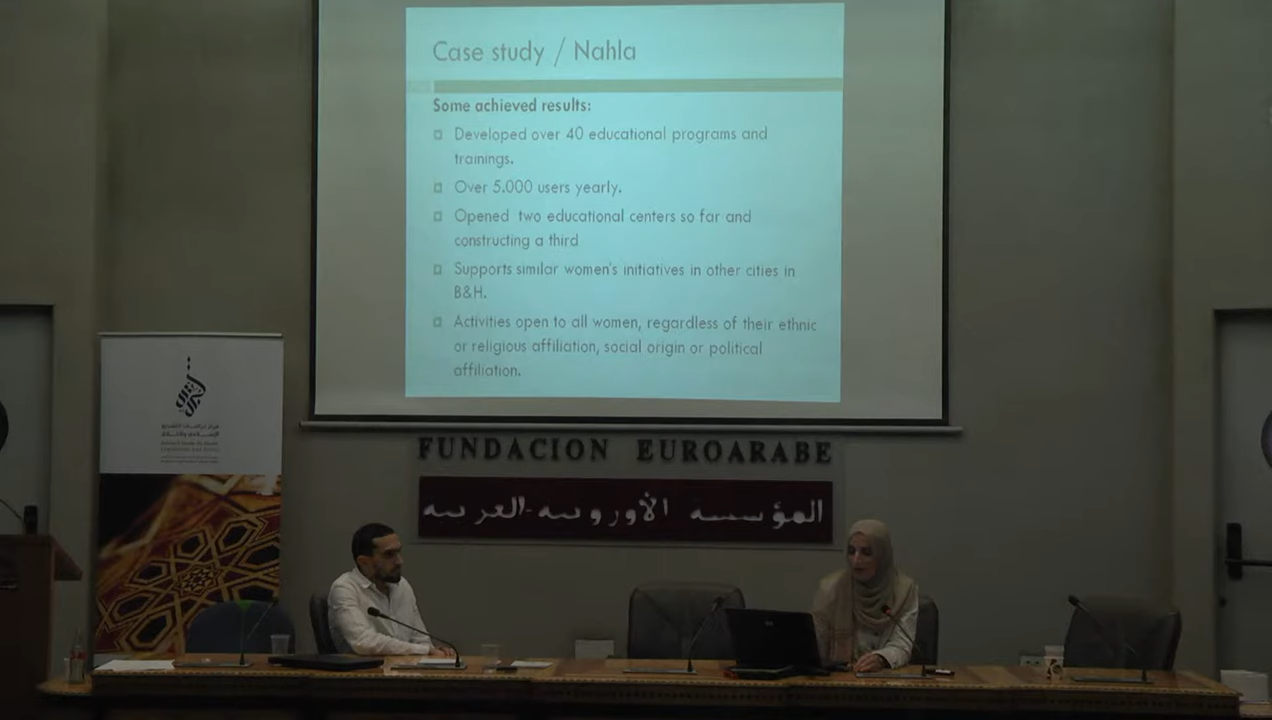 Case study / Nahla
Some achieved results:
Developed over 40 educational programs and
trainings.
Over 5.000 users yearly.
Opened two educational centers so far and
constructing a third
Supports similar women's initiatives in other cities in
B&H.
Activities open to all women, regardless of their ethnic
or religious affiliation, social origin or political
affiliation.
FUNDACION EUROARABE
المؤسسة الأوروبية-العربية